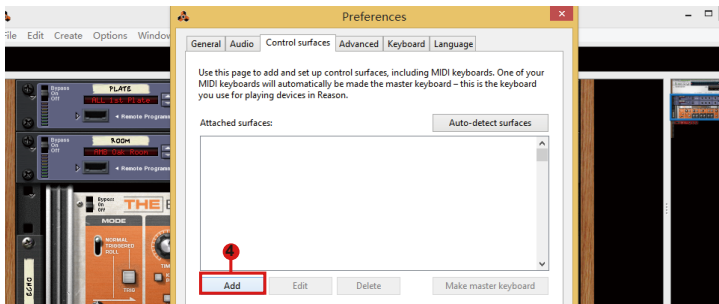 Preferences
File Edit Create Options Window
General Audio Control surfaces Advanced Keyboard Language
Use this page to add and set up control surfaces, including MIDI keyboards. One of your
MIDI keyboards will automatically be made the master keyboard – this is the keyboard
you use for playing devices in Reason.
Attached surfaces:
Auto-detect surfaces
Bypass
On
Off
PLATE
ALL 1st Plate
Remote Programm
Bypass
On
Off
ROOM
Remote Programm
Bypass
On
Off
THE
MODE
NORMAL
TRIGGERED
ROLL
TRIG
4
Add Edit Delete Make master keyboard